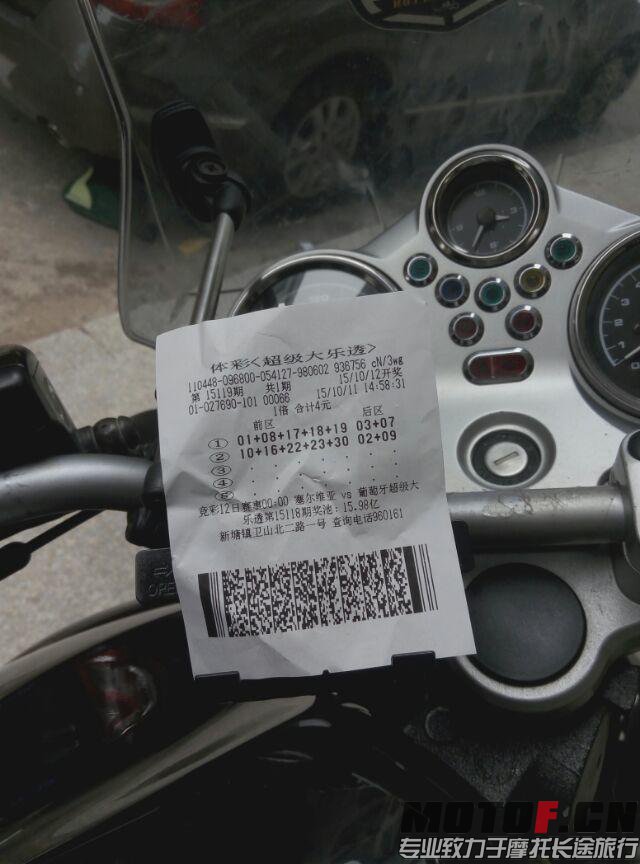 体彩<超级大乐透>
110448-096800-054127-980602 936756 cN/3wg
第 15119期 共1期 15/10/12开奖
01-027690-101 00066 15/10/11 14:58:31
1倍 合计4元
前区 后区
① 01+08+17+18+19 03+07
② 10+16+22+23+30 02+09
③
④
⑤
竞彩12日赛事00:00 塞尔维亚 vs 葡萄牙超级大
乐透第15118期奖池：15.98亿
新塘镇卫山北二路一号 查询电话960161
OPE
MOTOF.CN
专业致力于摩托长途旅行